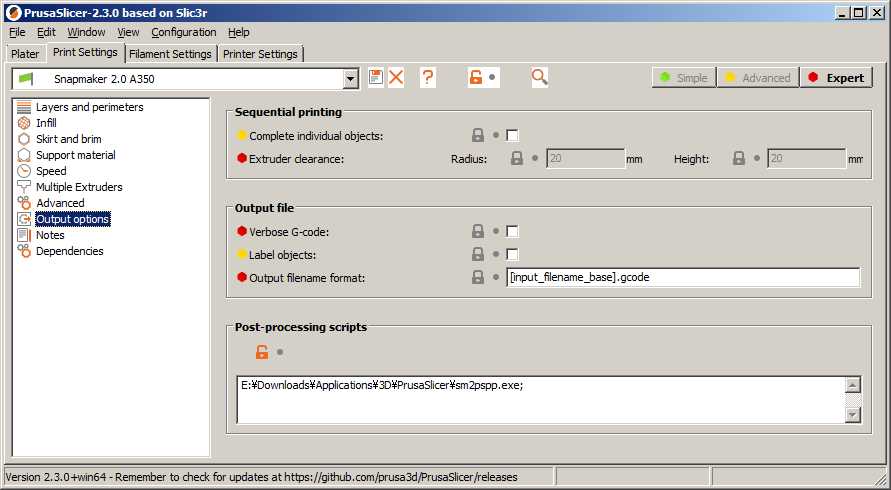 PrusaSlicer-2.3.0 based on Slic3r
File Edit Window View Configuration Help
Plater Print Settings Filament Settings Printer Settings
Snapmaker 2.0 A350 ? Simple Advanced Expert
Layers and perimeters
Infill
Skirt and brim
Support material
Speed
Multiple Extruders
Advanced
Output options
Notes
Dependencies
Sequential printing
Complete individual objects:
Extruder clearance: Radius: 20 mm Height: 20 mm
Output file
Verbose G-code:
Label objects:
Output filename format: [input_filename_base].gcode
Post-processing scripts
E:¥Downloads¥Applications¥3D¥PrusaSlicer¥sm2pspp.exe;
Version 2.3.0+win64 - Remember to check for updates at https://github.com/prusa3d/PrusaSlicer/releases